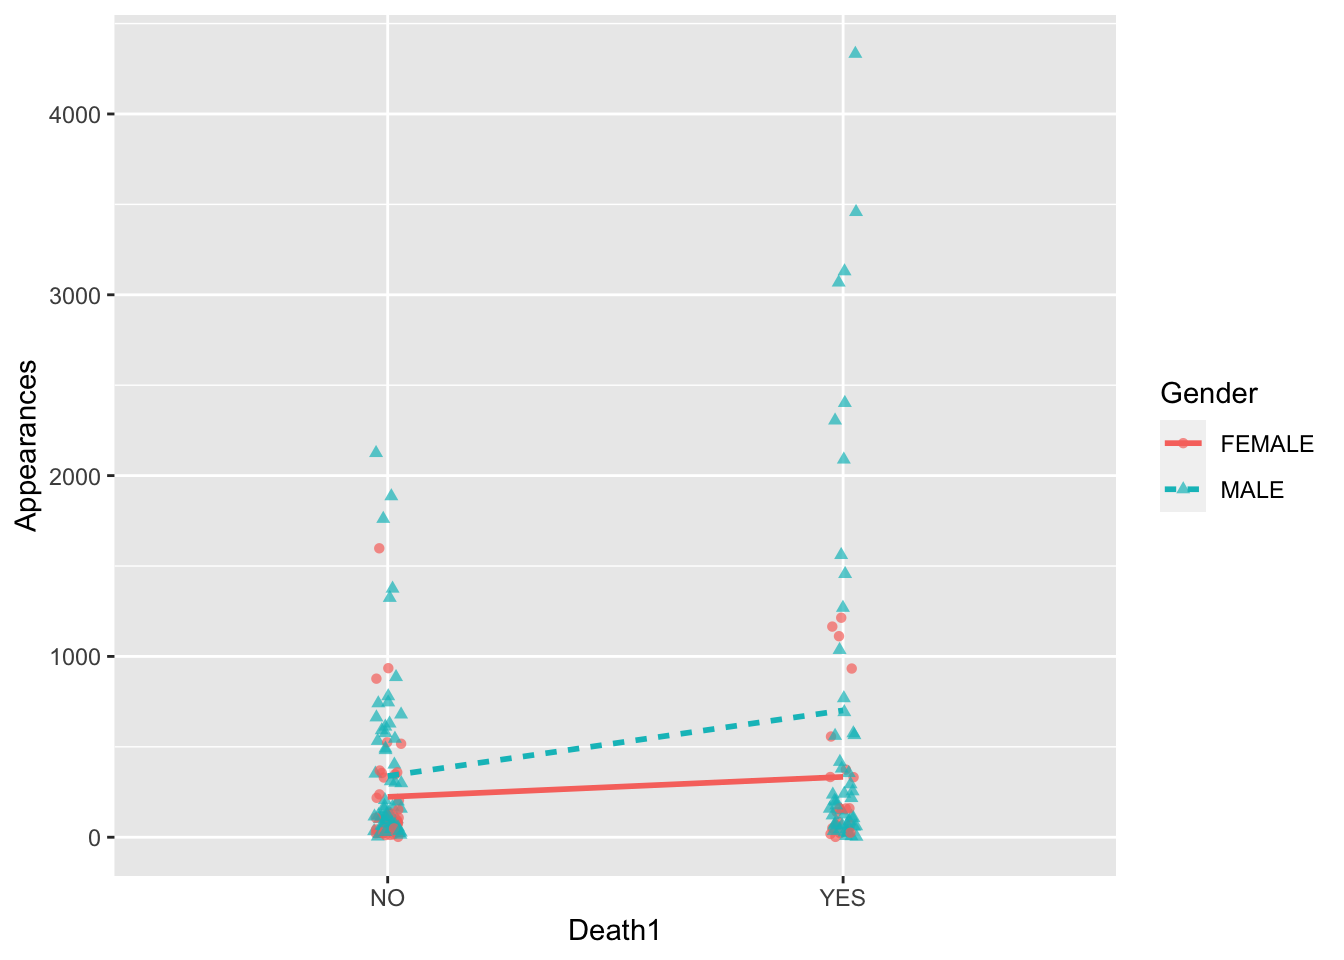 4000
3000
2000
1000
0
Appearances
NO
YES
Death1
Gender
FEMALE
MALE